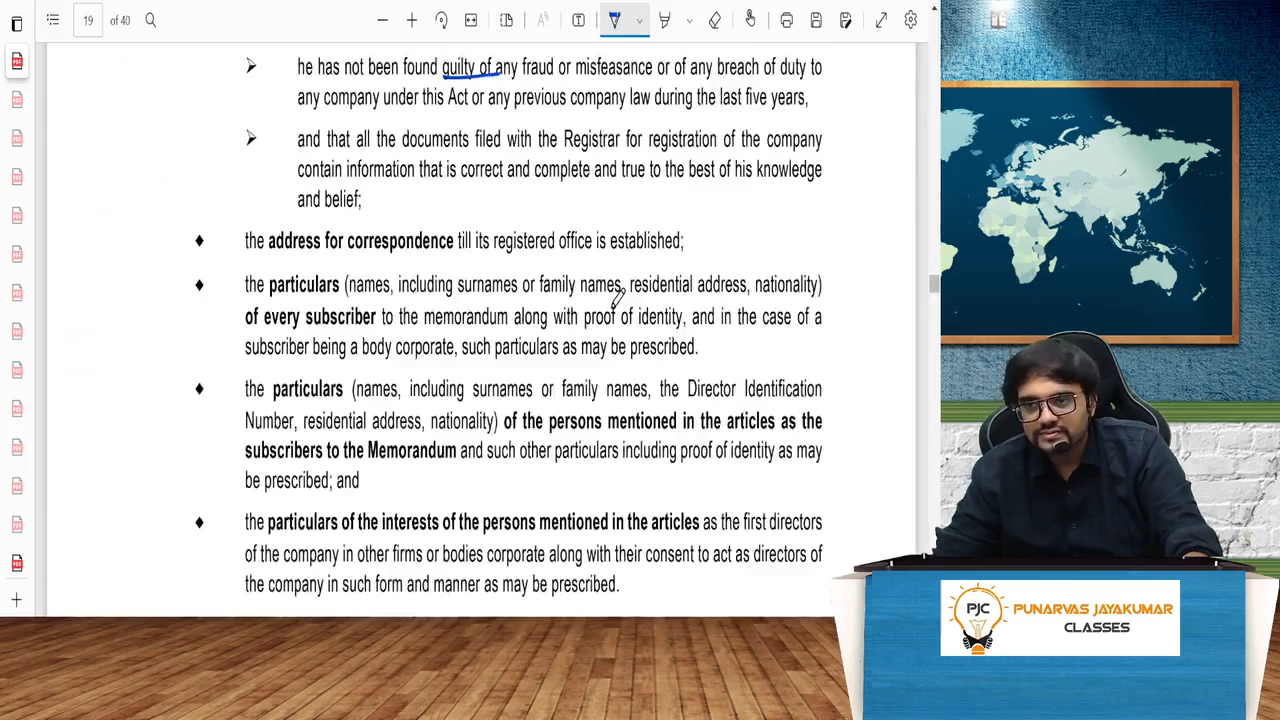 19 of 40
he has not been found guilty of any fraud or misfeasance or of any breach of duty to
any company under this Act or any previous company law during the last five years,
and that all the documents filed with the Registrar for registration of the company
contain information that is correct and complete and true to the best of his knowledge
and belief;
the address for correspondence till its registered office is established;
the particulars (names, including surnames or family names, residential address, nationality)
of every subscriber to the memorandum along with proof of identity, and in the case of a
subscriber being a body corporate, such particulars as may be prescribed.
the particulars (names, including surnames or family names, the Director Identification
Number, residential address, nationality) of the persons mentioned in the articles as the
subscribers to the Memorandum and such other particulars including proof of identity as may
be prescribed; and
the particulars of the interests of the persons mentioned in the articles as the first directors
of the company in other firms or bodies corporate along with their consent to act as directors of
the company in such form and manner as may be prescribed.
PJC
PUNARVAS JAYAKUMAR
CLASSES